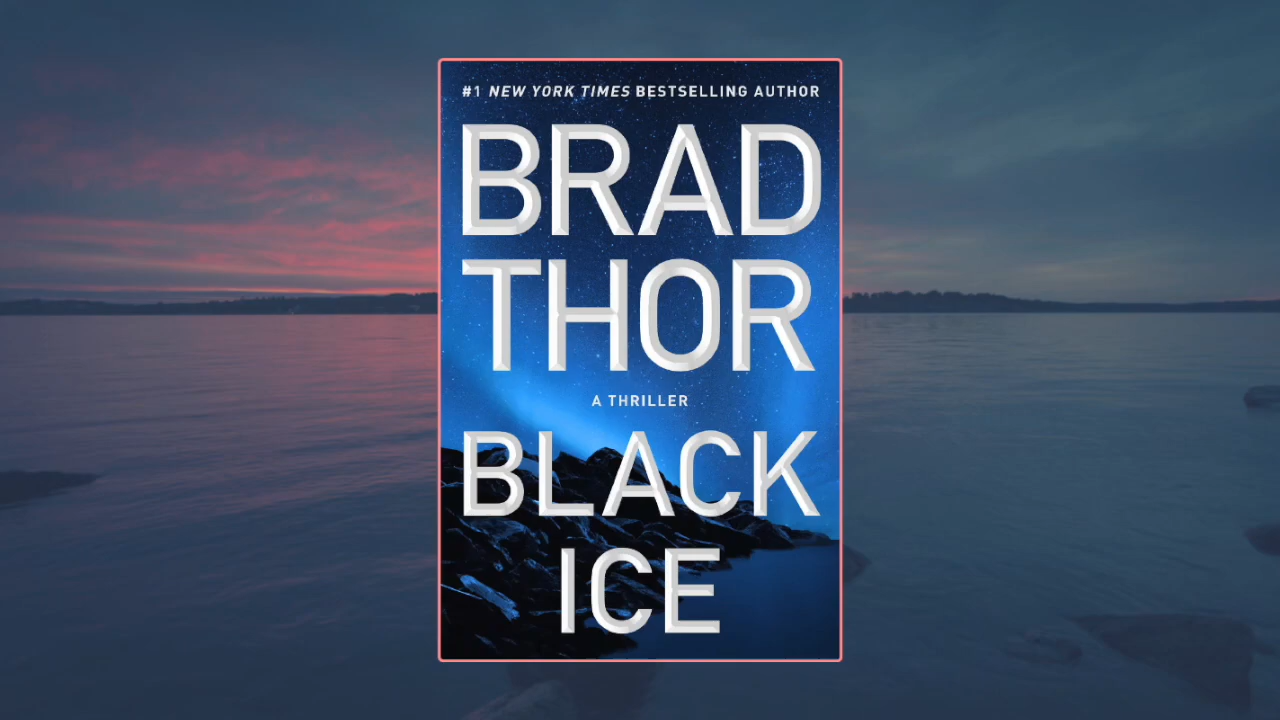 #1 NEW YORK TIMES BESTSELLING AUTHOR
BRAD
THOR
A THRILLER
BLACK
ICE